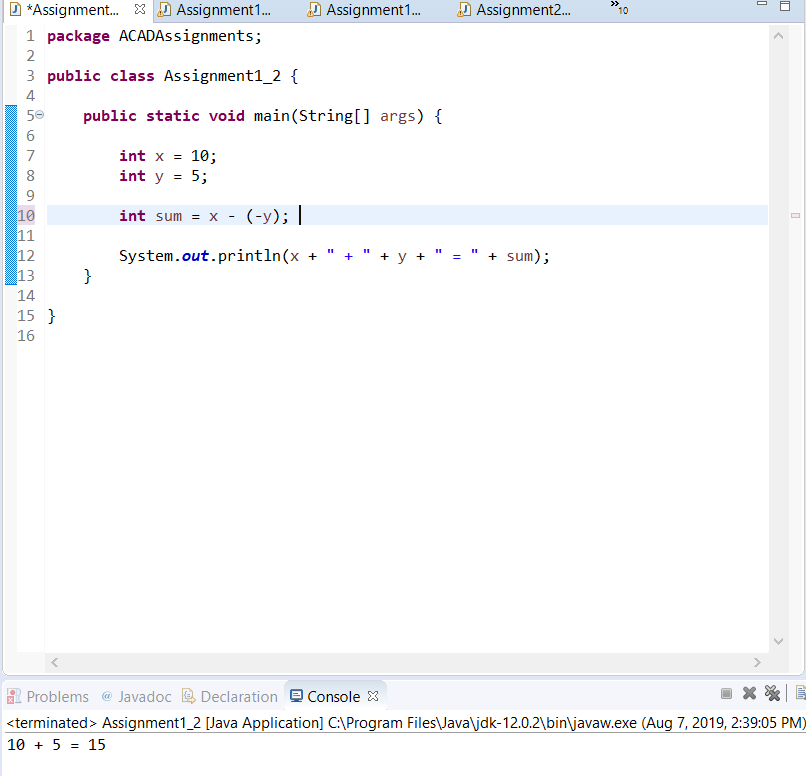 *Assignment... Assignment1... Assignment1... Assignment2... »10
1 package ACADAssignments;
2
3 public class Assignment1_2 {
4
5 public static void main(String[] args) {
6
7 int x = 10;
8 int y = 5;
9
10 int sum = x - (-y);
11
12 System.out.println(x + " + " + y + " = " + sum);
13 }
14
15 }
16
Problems @ Javadoc Declaration Console
<terminated> Assignment1_2 [Java Application] C:\Program Files\Java\jdk-12.0.2\bin\javaw.exe (Aug 7, 2019, 2:39:05 PM)
10 + 5 = 15